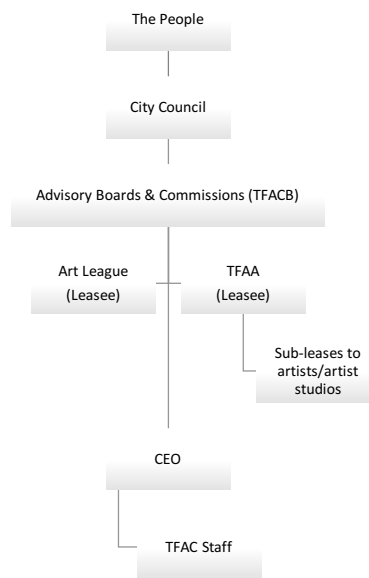 The People
City Council
Advisory Boards & Commissions (TFACB)
Art League
(Leasee)
TFAA
(Leasee)
Sub-leases to
artists/artist
studios
CEO
TFAC Staff